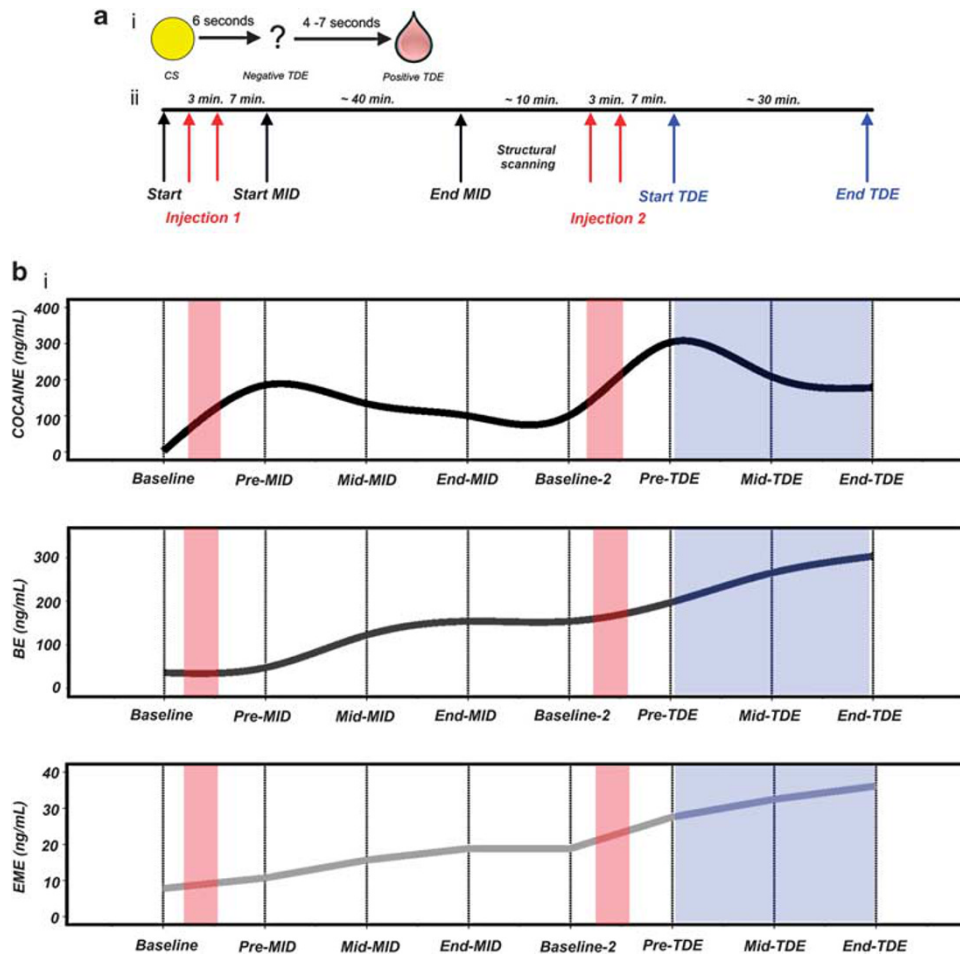 a i
6 seconds 4 -7 seconds
?
CS Negative TDE Positive TDE
ii
3 min. 7 min. ~ 40 min. ~ 10 min. 3 min. 7 min. ~ 30 min.
Structural
scanning
Start Start MID End MID Start TDE End TDE
Injection 1 Injection 2
b i
COCAINE (ng/mL)
400
300
200
100
0
Baseline Pre-MID Mid-MID End-MID Baseline-2 Pre-TDE Mid-TDE End-TDE
BE (ng/mL)
300
200
100
0
Baseline Pre-MID Mid-MID End-MID Baseline-2 Pre-TDE Mid-TDE End-TDE
EME (ng/mL)
40
30
20
10
0
Baseline Pre-MID Mid-MID End-MID Baseline-2 Pre-TDE Mid-TDE End-TDE